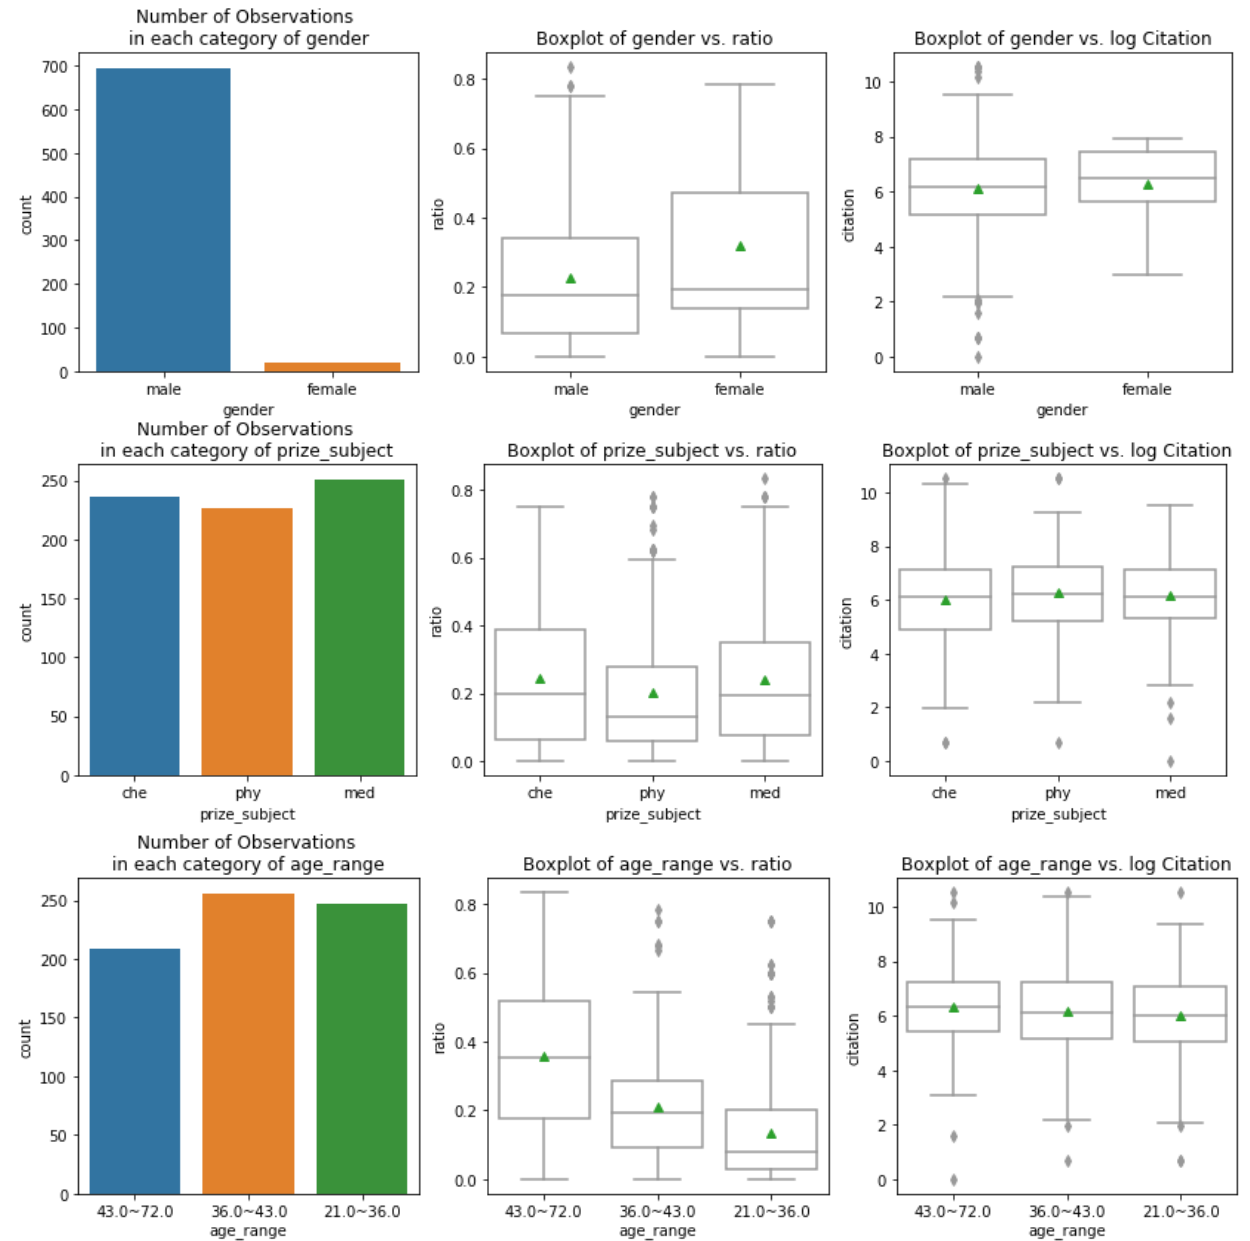 Number of Observations
in each category of gender
700
600
500
400
300
200
100
0
count
male
female
gender
Boxplot of gender vs. ratio
0.8
0.6
0.4
0.2
0.0
ratio
male
female
gender
Boxplot of gender vs. log Citation
10
8
6
4
2
0
citation
male
female
gender
Number of Observations
in each category of prize_subject
250
200
150
100
50
0
count
che
phy
med
prize_subject
Boxplot of prize_subject vs. ratio
0.8
0.6
0.4
0.2
0.0
ratio
che
phy
med
prize_subject
Boxplot of prize_subject vs. log Citation
10
8
6
4
2
0
citation
che
phy
med
prize_subject
Number of Observations
in each category of age_range
250
200
150
100
50
0
count
43.0~72.0
36.0~43.0
21.0~36.0
age_range
Boxplot of age_range vs. ratio
0.8
0.6
0.4
0.2
0.0
ratio
43.0~72.0
36.0~43.0
21.0~36.0
age_range
Boxplot of age_range vs. log Citation
10
8
6
4
2
0
citation
43.0~72.0
36.0~43.0
21.0~36.0
age_range